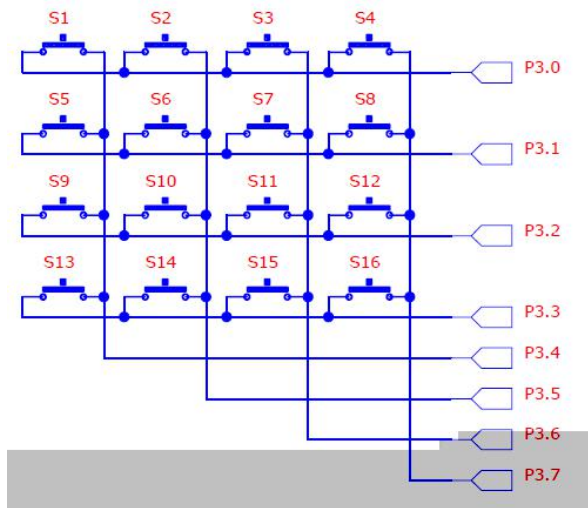 S1 S2 S3 S4
P3.0
S5 S6 S7 S8
P3.1
S9 S10 S11 S12
P3.2
S13 S14 S15 S16
P3.3
P3.4
P3.5
P3.6
P3.7